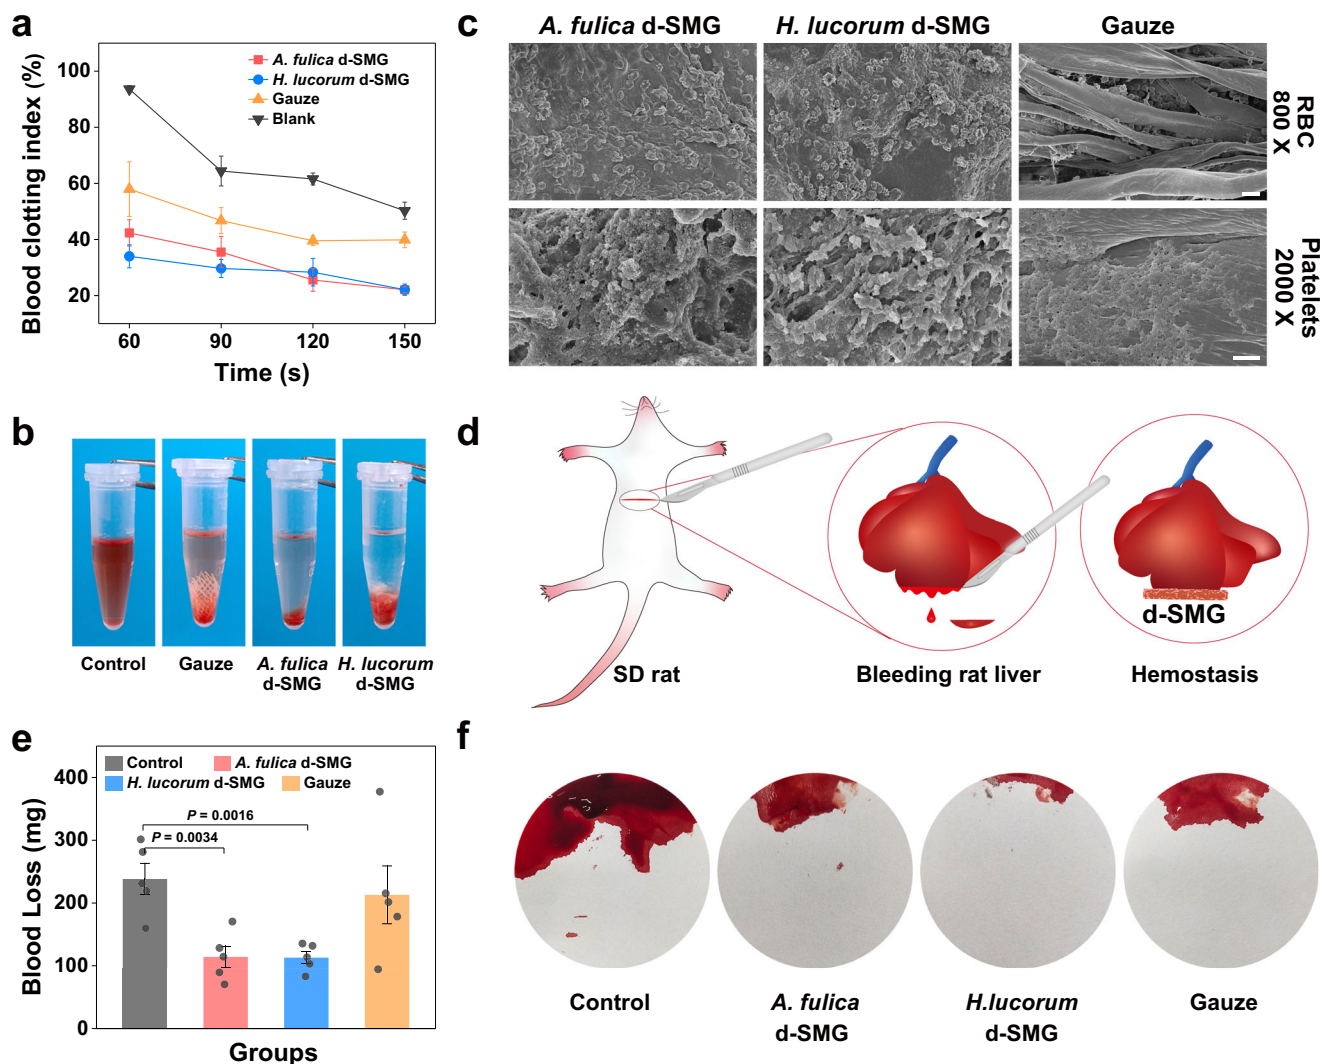 a
Blood clotting index (%)
100
80
60
40
20
A. fulica d-SMG
H. lucorum d-SMG
Gauze
Blank
60
90
120
150
Time (s)
b
Control
Gauze
A. fulica
d-SMG
H. lucorum
d-SMG
c
A. fulica d-SMG
H. lucorum d-SMG
Gauze
RBC
800 X
Platelets
2000 X
d
SD rat
Bleeding rat liver
d-SMG
Hemostasis
e
Blood Loss (mg)
400
300
200
100
0
Control
A. fulica d-SMG
H. lucorum d-SMG
Gauze
P = 0.0016
P = 0.0034
Groups
f
Control
A. fulica
d-SMG
H.lucorum
d-SMG
Gauze